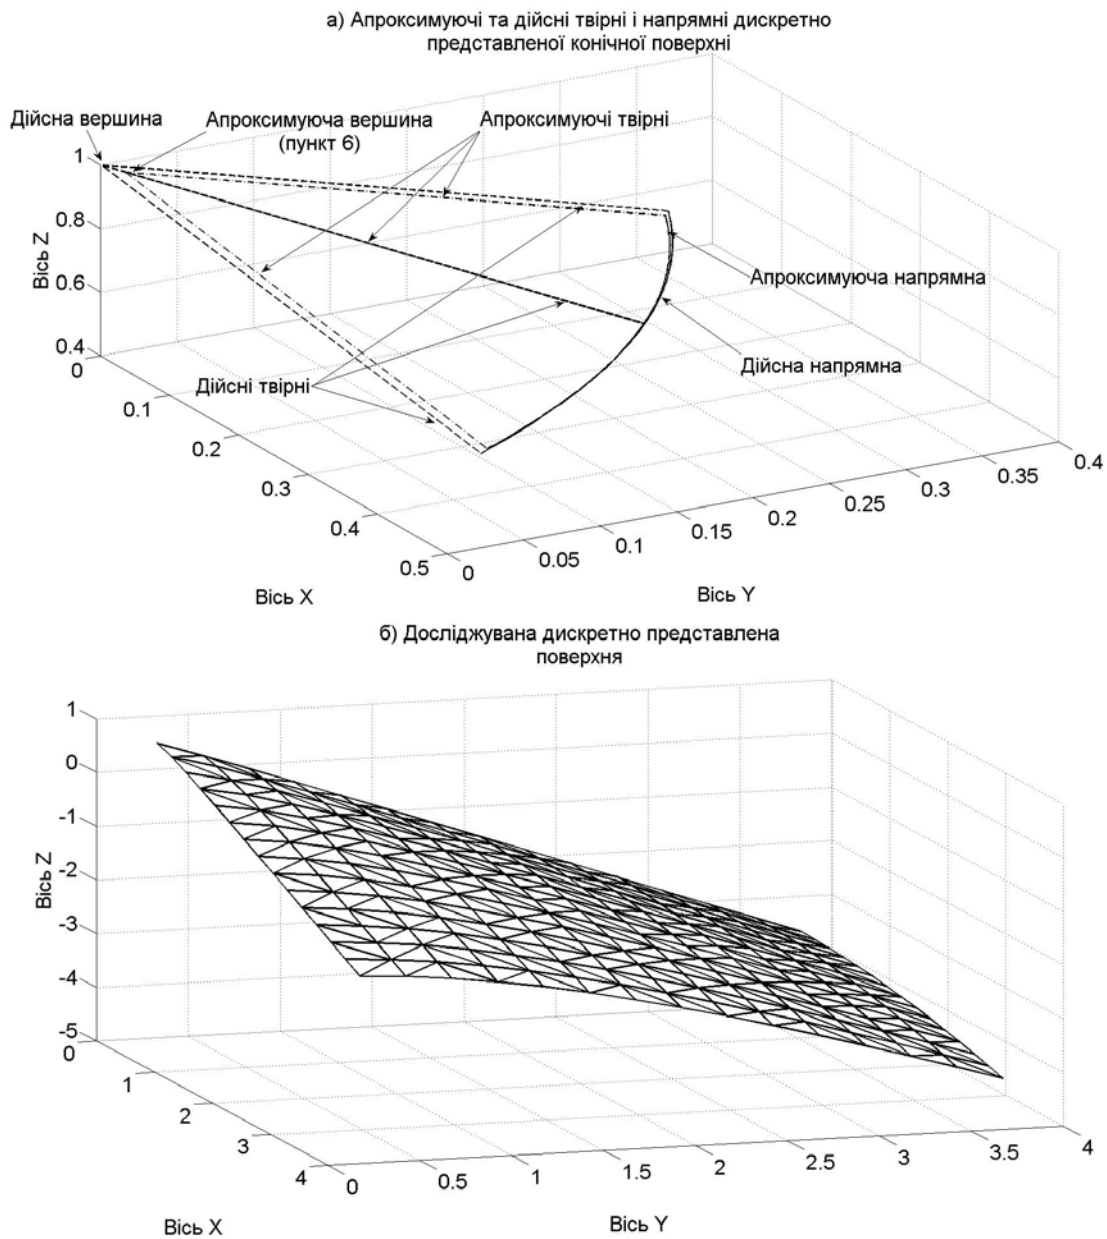 а) Апроксимуючі та дійсні твірні і напрямні дискретно
представленої конічної поверхні
Дійсна вершина
Апроксимуюча вершина
(пункт 6)
Апроксимуючі твірні
1
0.8
0.6
0.4
Вісь Z
Апроксимуюча напрямна
Дійсна напрямна
Дійсні твірні
0
0.1
0.2
0.3
0.4
0.5
0
0.05
0.1
0.15
0.2
0.25
0.3
0.35
0.4
Вісь X
Вісь Y
б) Досліджувана дискретно представлена
поверхня
1
0
-1
-2
-3
-4
-5
Вісь Z
0
1
2
3
4
0
0.5
1
1.5
2
2.5
3
3.5
4
Вісь X
Вісь Y